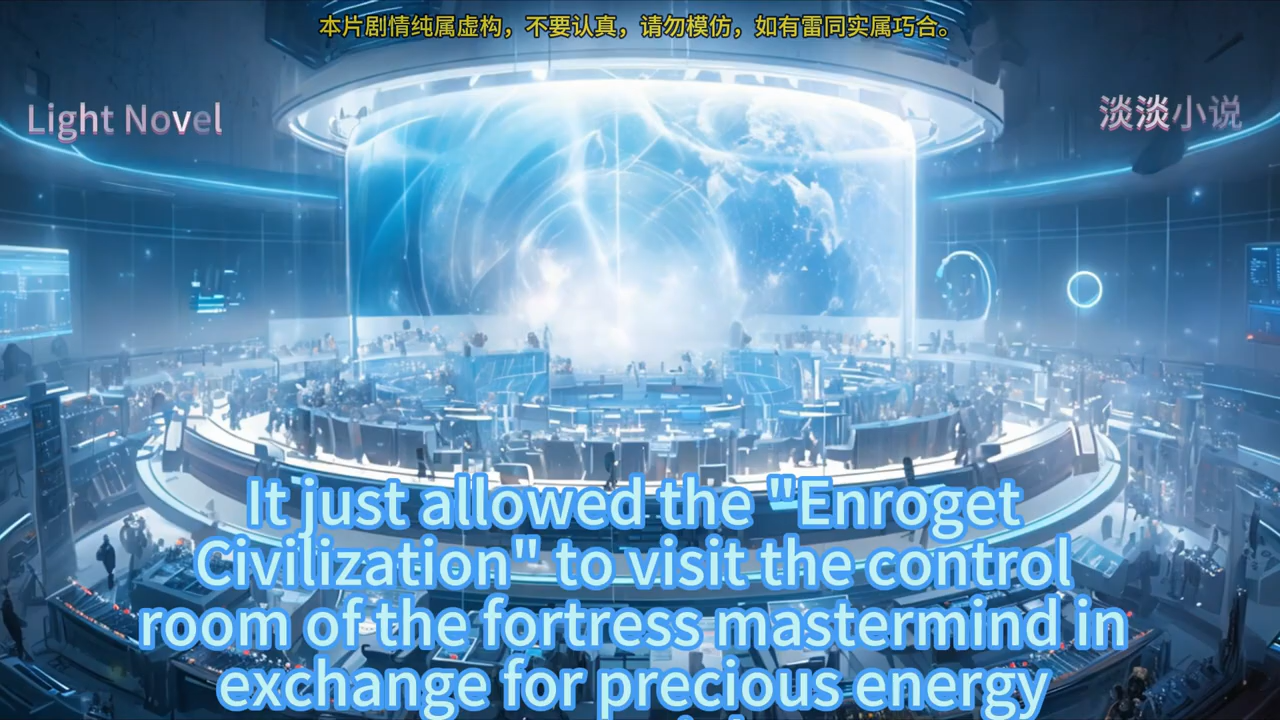 本片剧情纯属虚构，不要认真，请勿模仿，如有雷同实属巧合。
Light Novel
淡淡小说
It just allowed the "Enroget
Civilization" to visit the control
room of the fortress mastermind in
exchange for precious energy